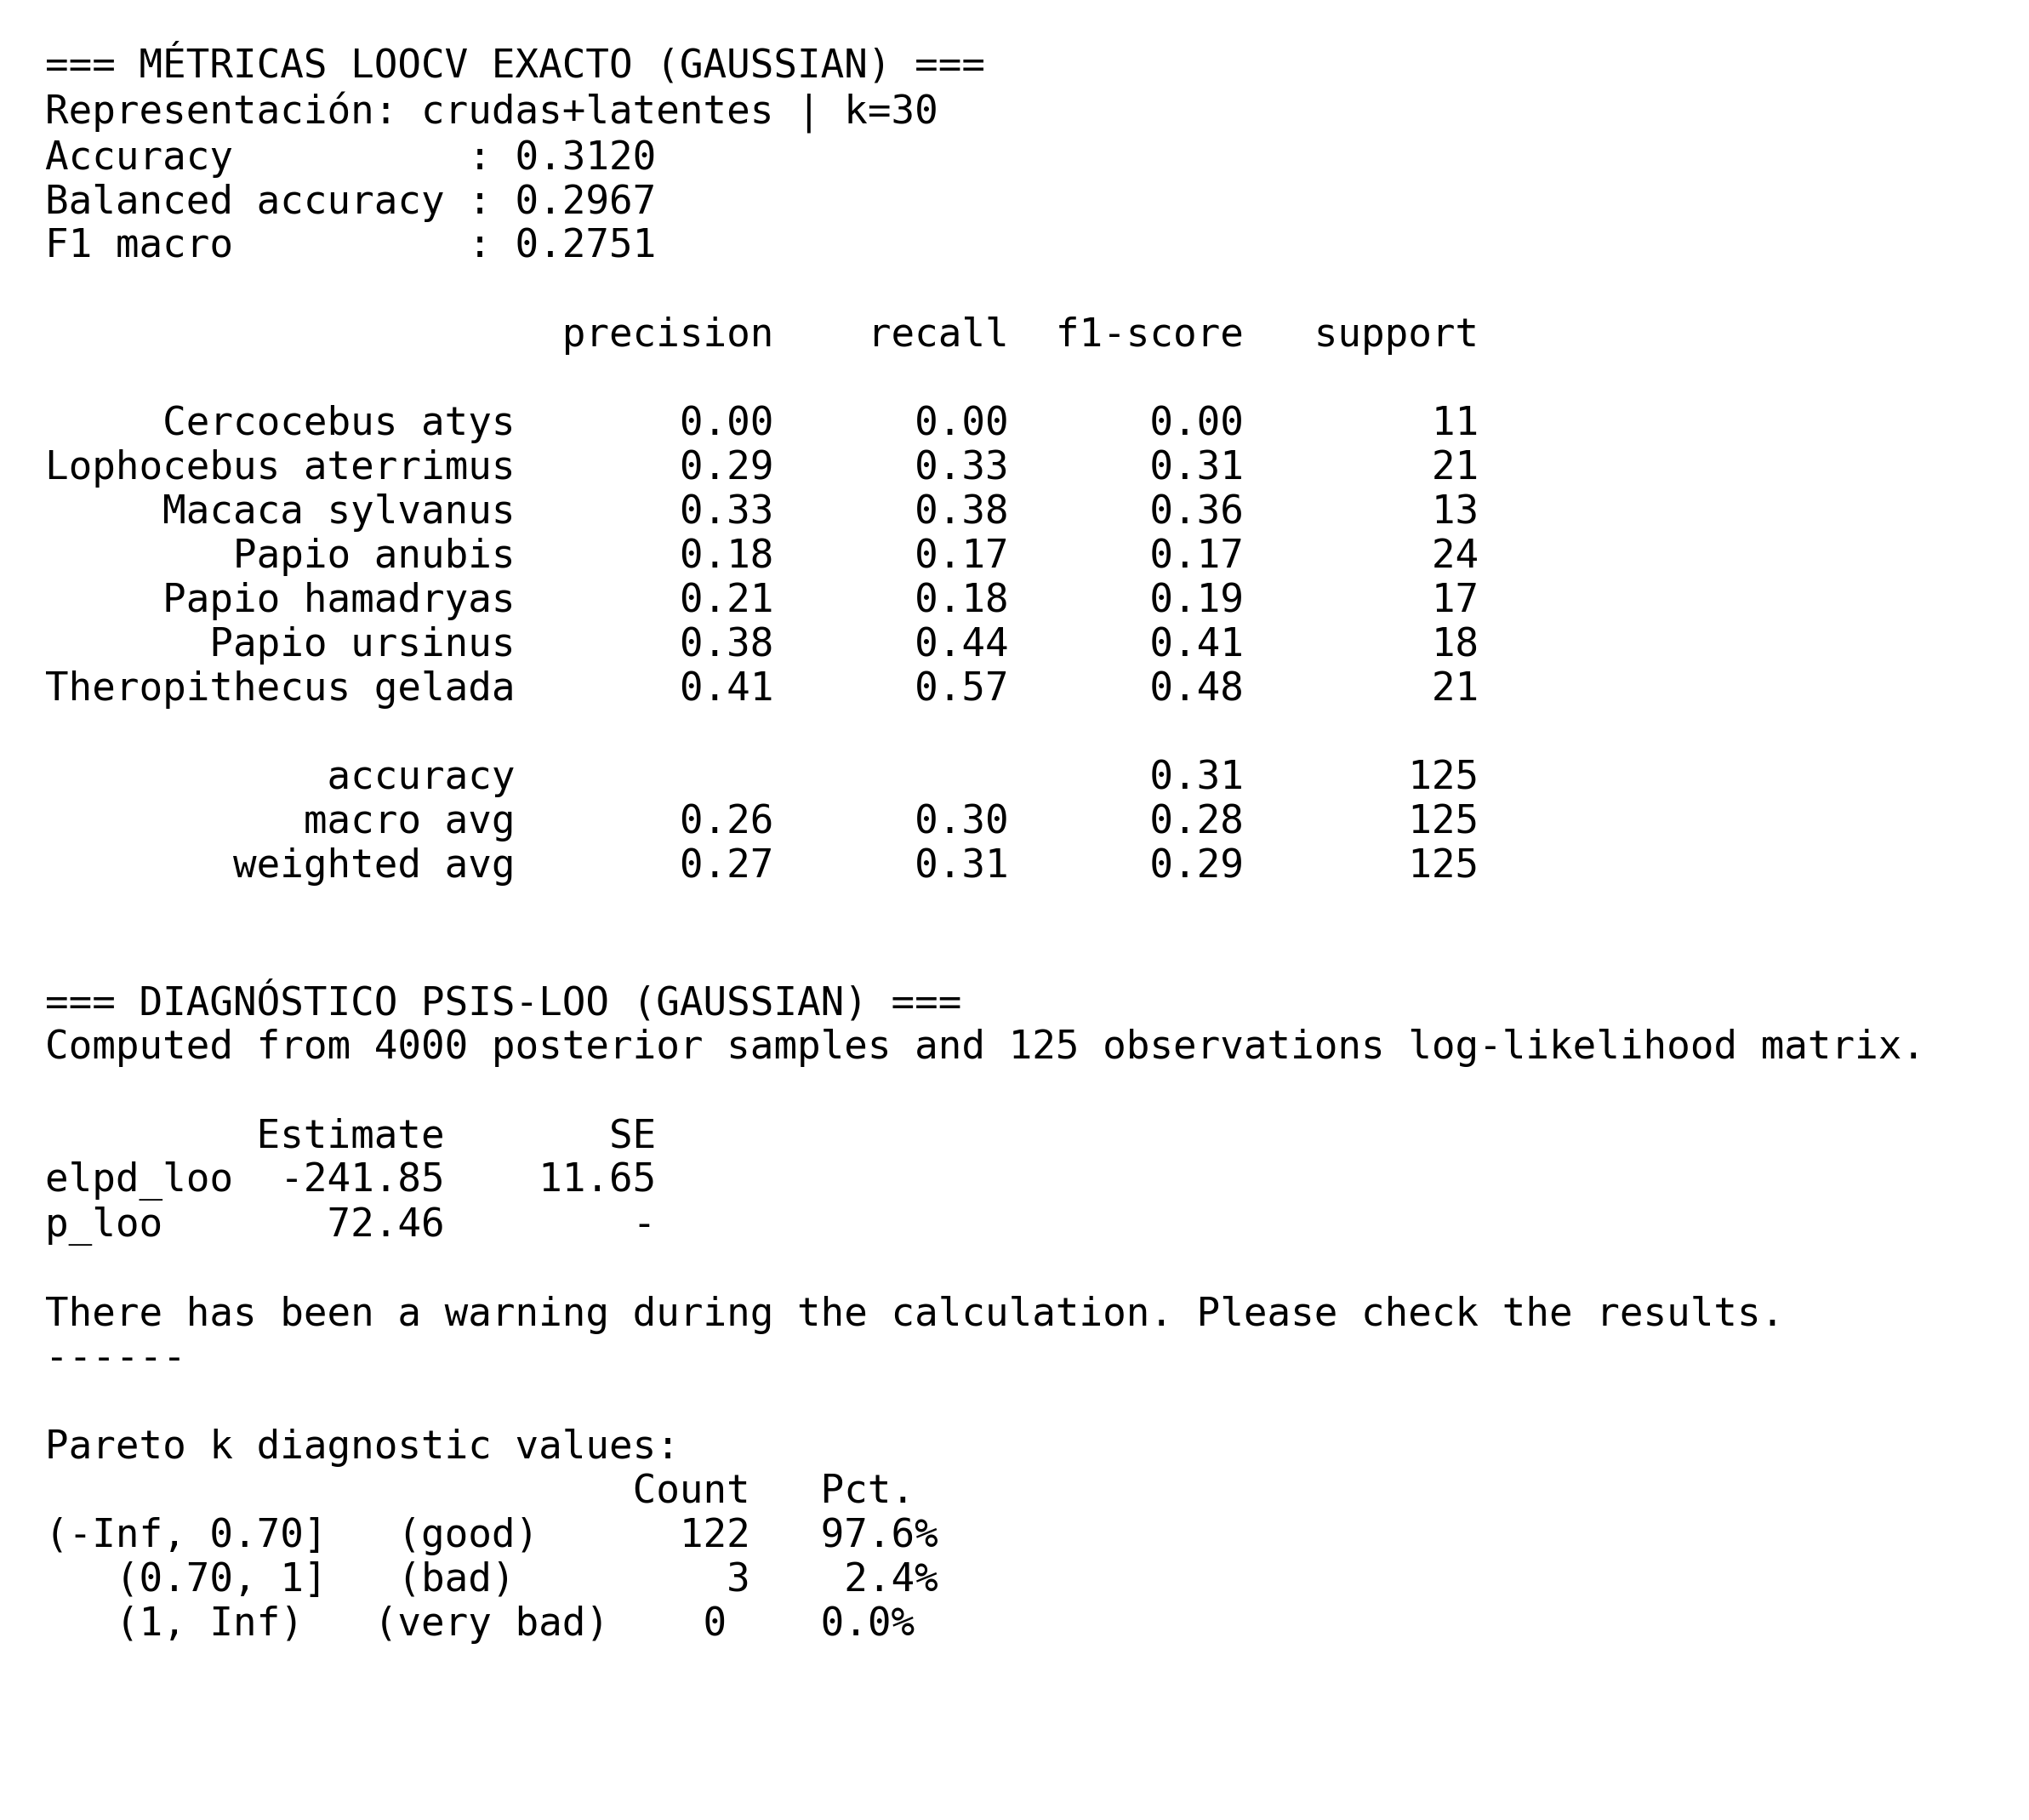 === MÉTRICAS LOOCV EXACTO (GAUSSIAN) ===
Representación: crudas+latentes | k=30
Accuracy          : 0.3120
Balanced accuracy : 0.2967
F1 macro          : 0.2751
                      precision    recall  f1-score   support
     Cercocebus atys       0.00      0.00      0.00        11
Lophocebus aterrimus       0.29      0.33      0.31        21
     Macaca sylvanus       0.33      0.38      0.36        13
        Papio anubis       0.18      0.17      0.17        24
     Papio hamadryas       0.21      0.18      0.19        17
       Papio ursinus       0.38      0.44      0.41        18
Theropithecus gelada       0.41      0.57      0.48        21
            accuracy                           0.31       125
           macro avg       0.26      0.30      0.28       125
        weighted avg       0.27      0.31      0.29       125
=== DIAGNÓSTICO PSIS-LOO (GAUSSIAN) ===
Computed from 4000 posterior samples and 125 observations log-likelihood matrix.
         Estimate       SE
elpd_loo  -241.85    11.65
p_loo       72.46        -
There has been a warning during the calculation. Please check the results.
------
Pareto k diagnostic values:
                         Count   Pct.
(-Inf, 0.70]   (good)      122   97.6%
   (0.70, 1]   (bad)         3    2.4%
   (1, Inf)   (very bad)    0    0.0%